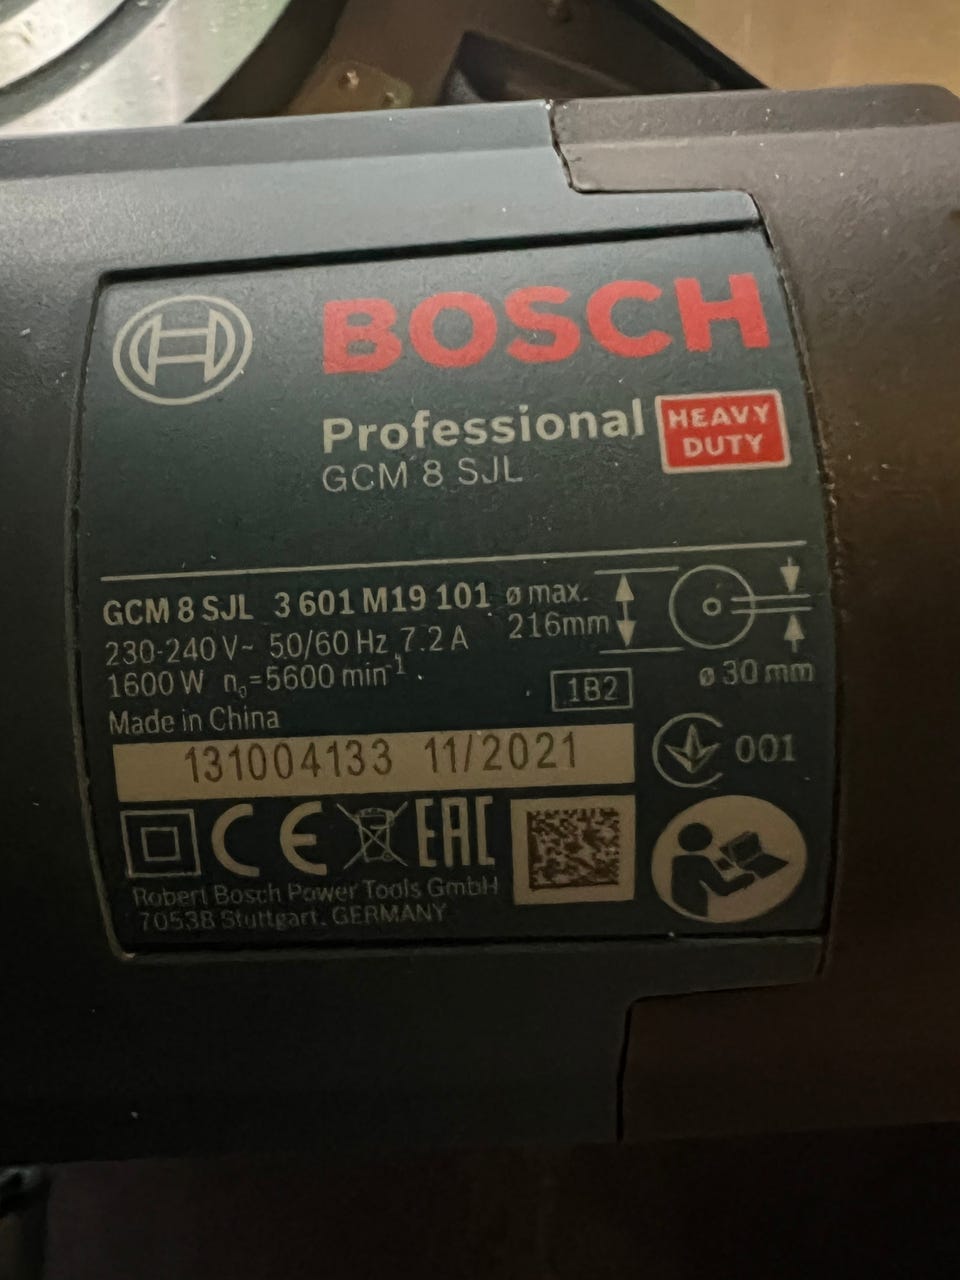 BOSCH
Professional HEAVY DUTY
GCM 8 SJL
GCM 8 SJL 3 601 M19 101
230-240 V~ 50/60 Hz 7.2 A
1600 W n₀=5600 min⁻¹
Made in China
ø max.
216mm
ø 30 mm
1B2
131004133 11/2021
001
CE EAC
Robert Bosch Power Tools GmbH
70538 Stuttgart, GERMANY